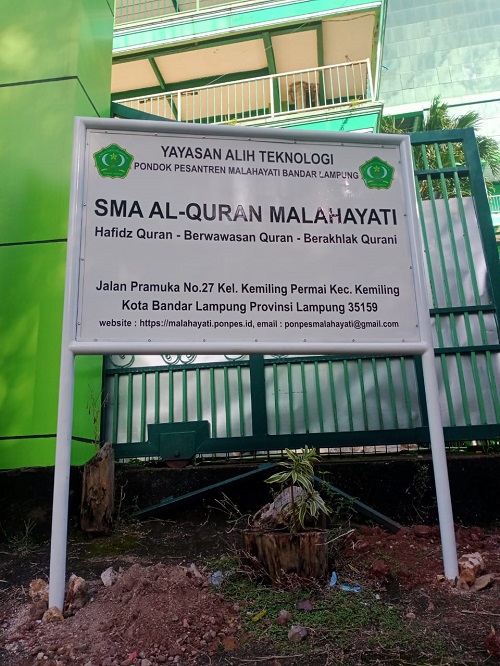 YAYASAN ALIH TEKNOLOGI
PONDOK PESANTREN MALAHAYATI BANDAR LAMPUNG
SMA AL-QURAN MALAHAYATI
Hafidz Quran - Berwawasan Quran - Berakhlak Qurani
Jalan Pramuka No.27 Kel. Kemiling Permai Kec. Kemiling
Kota Bandar Lampung Provinsi Lampung 35159
website : https://malahayati.ponpes.id, email : ponpesmalahayati@gmail.com